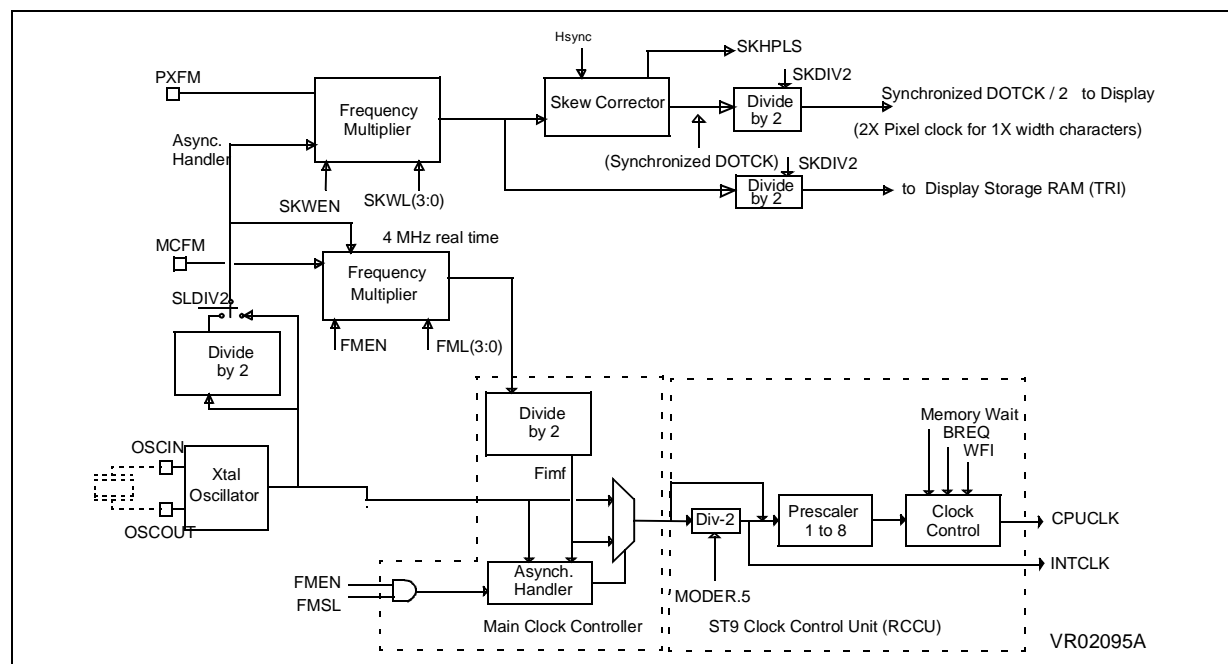 Hsync
SKHPLS
PXFM
SKDIV2
Frequency
Multiplier
Skew Corrector
Divide
by 2
Synchronized DOTCK / 2 to Display
(2X Pixel clock for 1X width characters)
Async.
Handler
(Synchronized DOTCK)
SKDIV2
Divide
by 2
to Display Storage RAM (TRI)
SKWEN
SKWL(3:0)
MCFM
4 MHz real time
Frequency
Multiplier
SLDIV2
FMEN
FML(3:0)
Divide
by 2
Divide
by 2
Memory Wait
BREQ
WFI
OSCIN
Xtal
Oscillator
Fimf
OSCOUT
Div-2
Prescaler
1 to 8
Clock
Control
CPUCLK
INTCLK
FMEN
FMSL
Asynch.
Handler
MODER.5
Main Clock Controller
ST9 Clock Control Unit (RCCU)
VR02095A